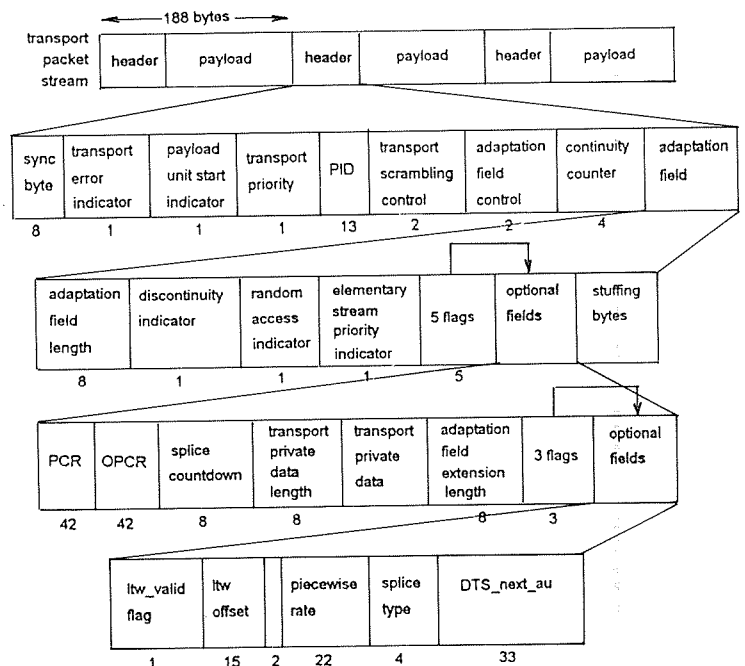 188 bytes
transport
packet
stream
header
payload
header
payload
header
payload
sync
byte
transport
error
indicator
payload
unit start
indicator
transport
priority
PID
transport
scrambling
control
adaptation
field
control
continuity
counter
adaptation
field
8
1
1
1
13
2
2
4
adaptation
field
length
discontinuity
indicator
random
access
indicator
elementary
stream
priority
indicator
5 flags
optional
fields
stuffing
bytes
8
1
1
1
5
PCR
OPCR
splice
countdown
transport
private
data
length
transport
private
data
adaptation
field
extension
length
3 flags
optional
fields
42
42
8
8
8
3
ltw_valid
flag
ltw
offset
piecewise
rate
splice
type
DTS_next_au
1
15
2
22
4
33